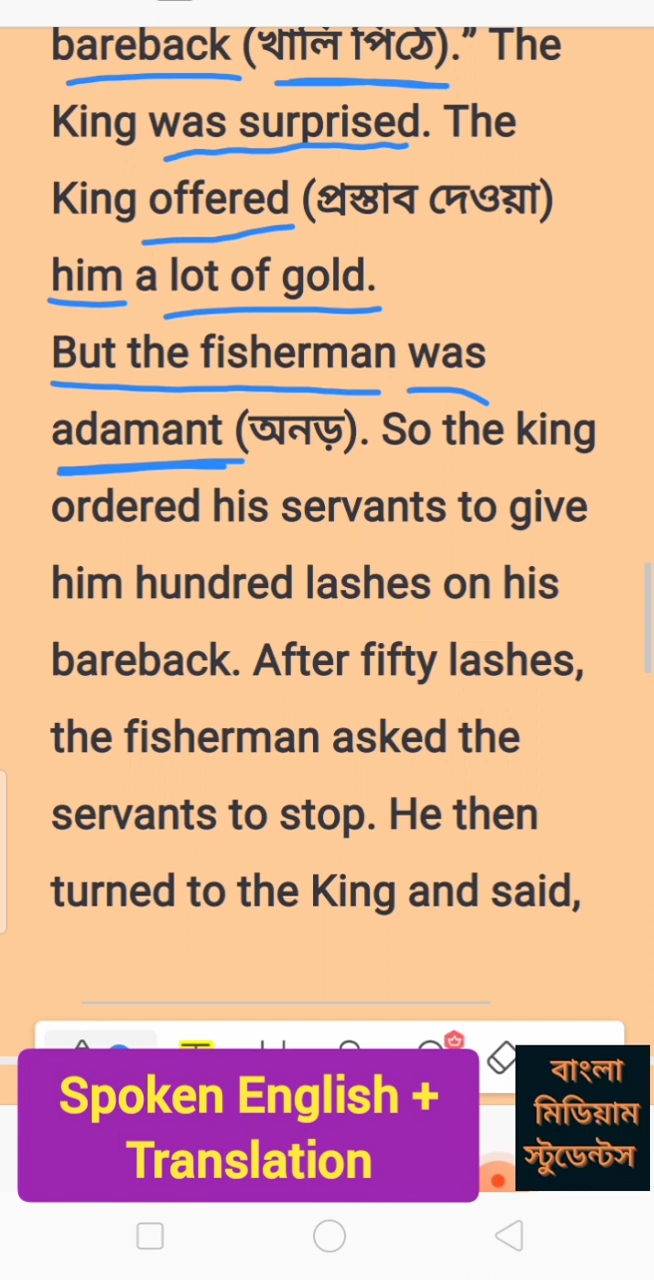 bareback (খালি পিঠে).” The
King was surprised. The
King offered (প্রস্তাব দেওয়া)
him a lot of gold.
But the fisherman was
adamant (অনড়). So the king
ordered his servants to give
him hundred lashes on his
bareback. After fifty lashes,
the fisherman asked the
servants to stop. He then
turned to the King and said,
Spoken English +
Translation
বাংলা
মিডিয়াম
স্টুডেন্টস